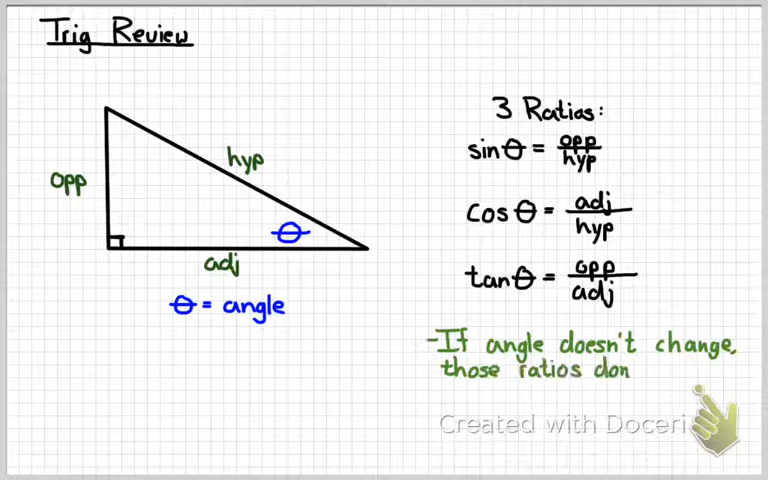 Trig Review
opp
hyp
θ
adj
θ = angle
3 Ratios:
sin θ = opp/hyp
cos θ = adj/hyp
tan θ = opp/adj
-If angle doesn't change,
those ratios don
Created with Doceri